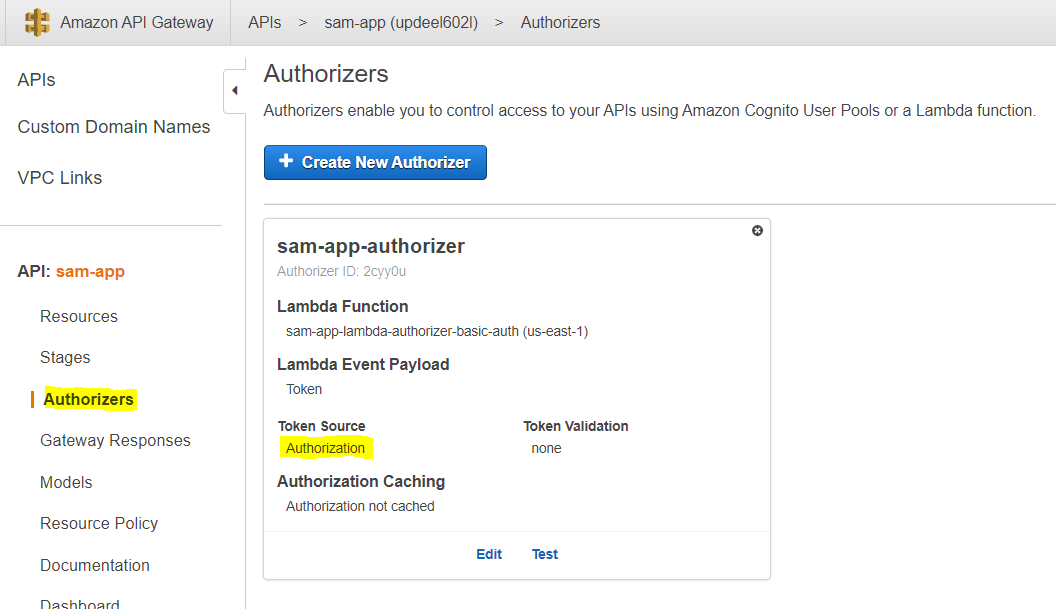 Amazon API Gateway APIs > sam-app (updeel602l) > Authorizers
APIs
Custom Domain Names
VPC Links
API: sam-app
Resources
Stages
Authorizers
Gateway Responses
Models
Resource Policy
Documentation
Dashboard
Authorizers
Authorizers enable you to control access to your APIs using Amazon Cognito User Pools or a Lambda function.
+ Create New Authorizer
sam-app-authorizer
Authorizer ID: 2cyy0u
Lambda Function
sam-app-lambda-authorizer-basic-auth (us-east-1)
Lambda Event Payload
Token
Token Source Token Validation
Authorization none
Authorization Caching
Authorization not cached
Edit Test